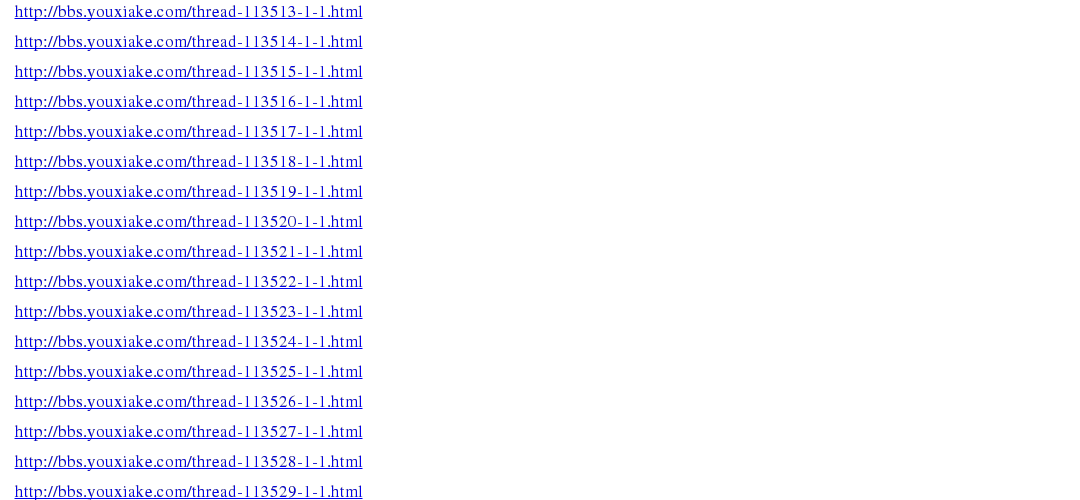 http://bbs.youxiake.com/thread-113513-1-1.html
http://bbs.youxiake.com/thread-113514-1-1.html
http://bbs.youxiake.com/thread-113515-1-1.html
http://bbs.youxiake.com/thread-113516-1-1.html
http://bbs.youxiake.com/thread-113517-1-1.html
http://bbs.youxiake.com/thread-113518-1-1.html
http://bbs.youxiake.com/thread-113519-1-1.html
http://bbs.youxiake.com/thread-113520-1-1.html
http://bbs.youxiake.com/thread-113521-1-1.html
http://bbs.youxiake.com/thread-113522-1-1.html
http://bbs.youxiake.com/thread-113523-1-1.html
http://bbs.youxiake.com/thread-113524-1-1.html
http://bbs.youxiake.com/thread-113525-1-1.html
http://bbs.youxiake.com/thread-113526-1-1.html
http://bbs.youxiake.com/thread-113527-1-1.html
http://bbs.youxiake.com/thread-113528-1-1.html
http://bbs.youxiake.com/thread-113529-1-1.html